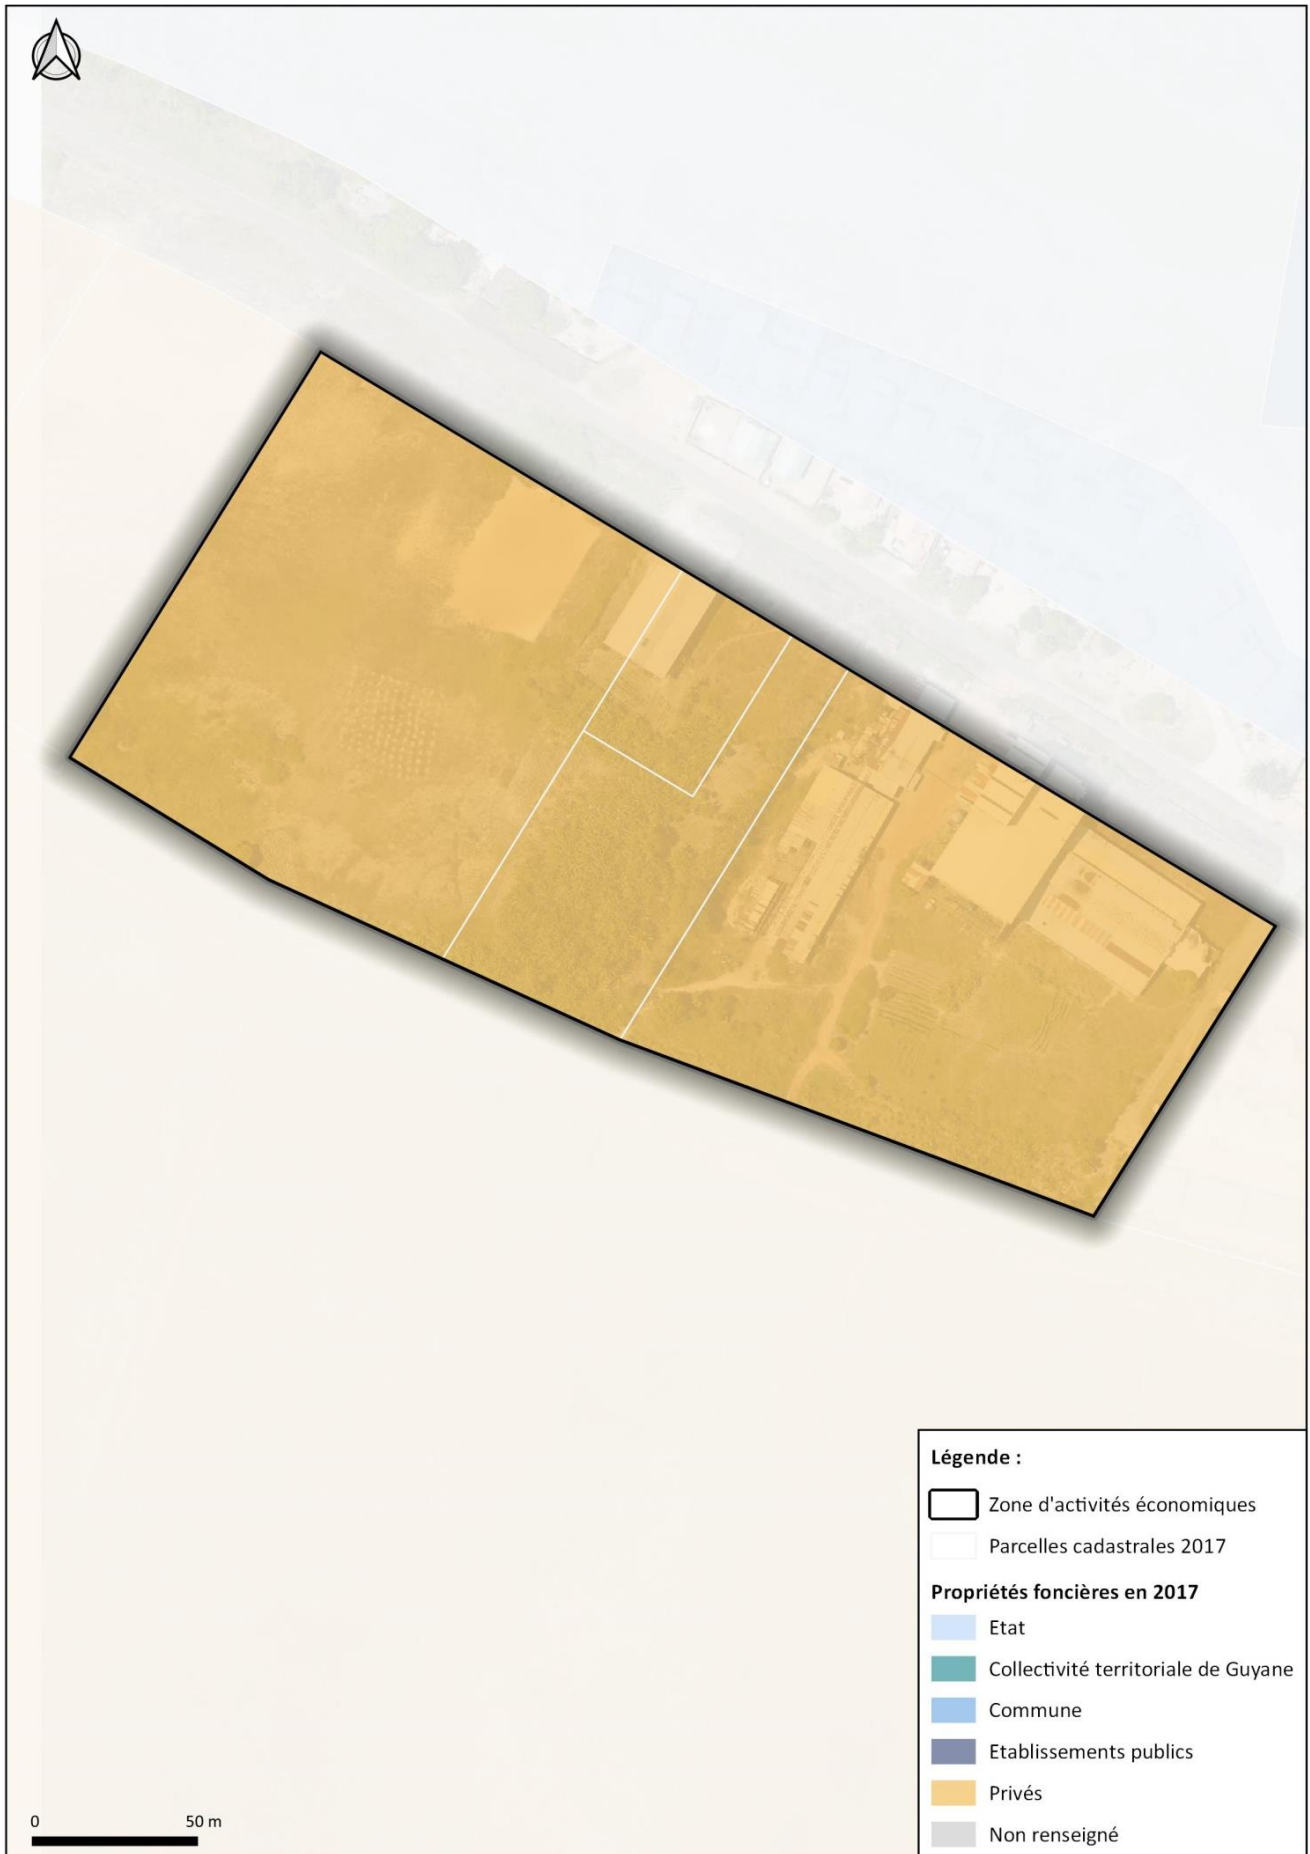 Légende :
Zone d'activités économiques
Parcelles cadastrales 2017
Propriétés foncières en 2017
Etat
Collectivité territoriale de Guyane
Commune
Etablissements publics
Privés
Non renseigné
0 50 m